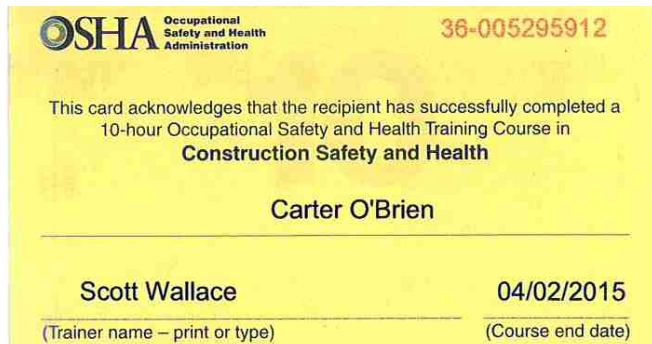 OSHA Occupational
Safety and Health
Administration
36-005295912
This card acknowledges that the recipient has successfully completed a
10-hour Occupational Safety and Health Training Course in
Construction Safety and Health
Carter O'Brien
Scott Wallace 04/02/2015
(Trainer name – print or type) (Course end date)